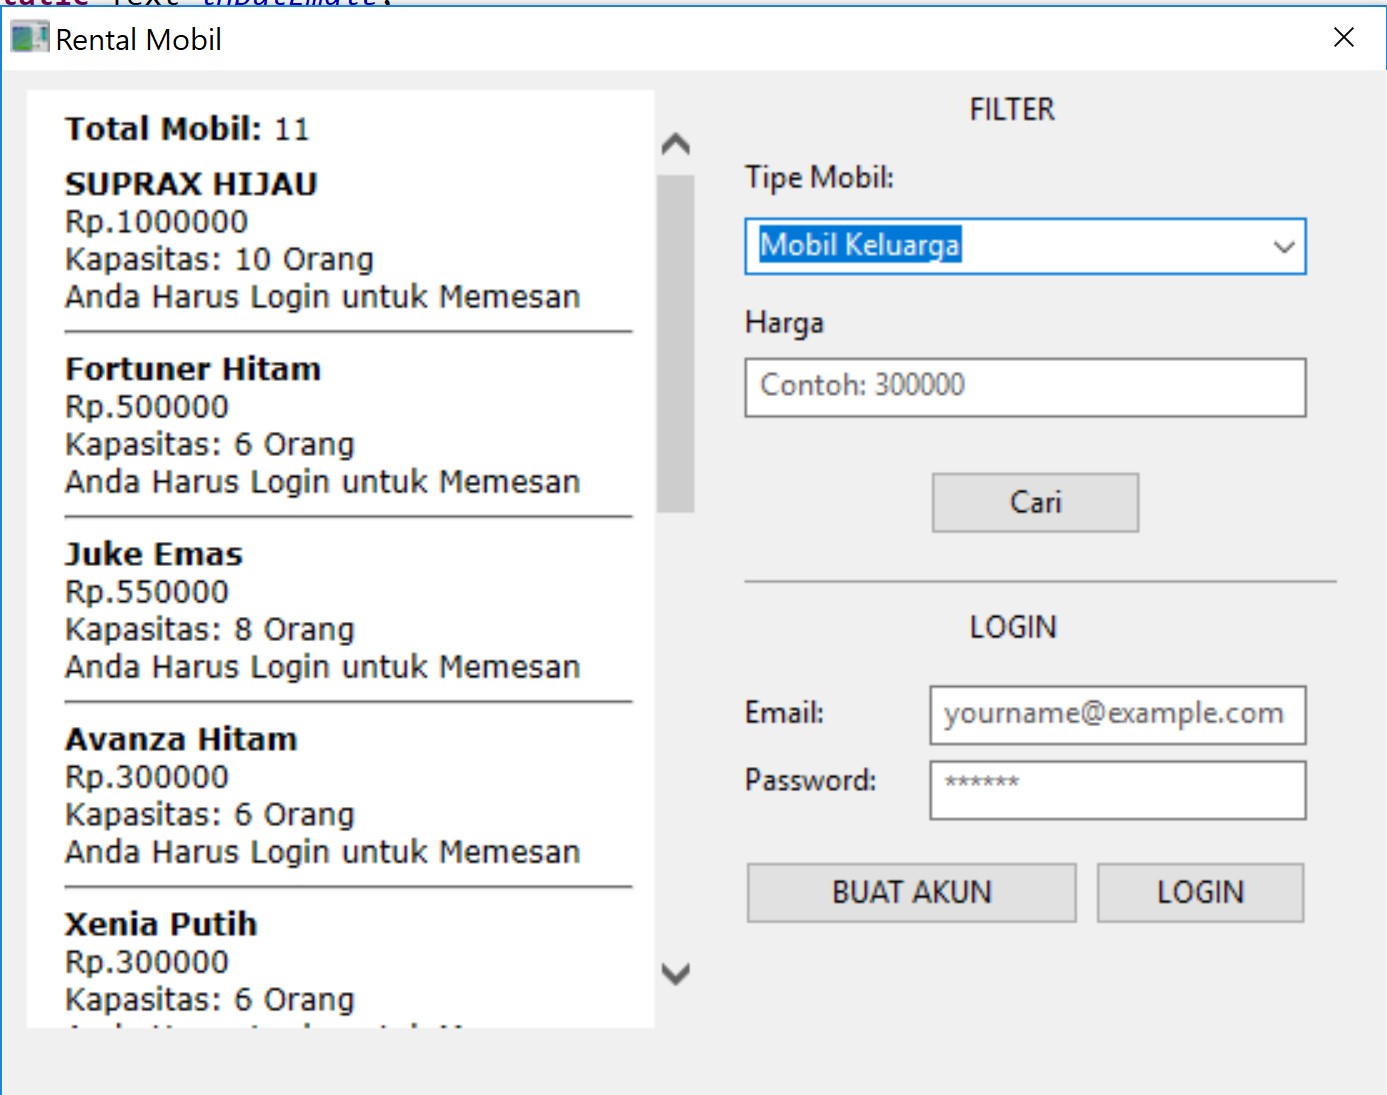 Rental Mobil
Total Mobil: 11
SUPRAX HIJAU
Rp.1000000
Kapasitas: 10 Orang
Anda Harus Login untuk Memesan
Fortuner Hitam
Rp.500000
Kapasitas: 6 Orang
Anda Harus Login untuk Memesan
Juke Emas
Rp.550000
Kapasitas: 8 Orang
Anda Harus Login untuk Memesan
Avanza Hitam
Rp.300000
Kapasitas: 6 Orang
Anda Harus Login untuk Memesan
Xenia Putih
Rp.300000
Kapasitas: 6 Orang
FILTER
Tipe Mobil:
Mobil Keluarga
Harga
Contoh: 300000
Cari
LOGIN
Email:
yourname@example.com
Password:
******
BUAT AKUN
LOGIN